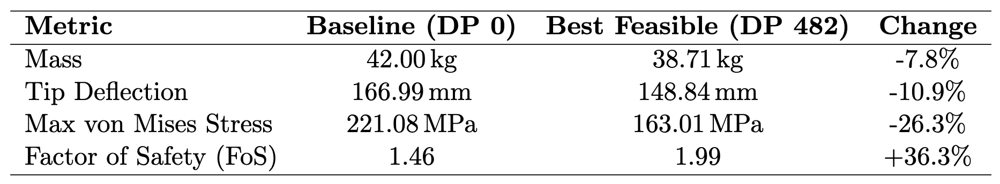 Metric Baseline (DP 0) Best Feasible (DP 482) Change
Mass 42.00 kg 38.71 kg -7.8%
Tip Deflection 166.99 mm 148.84 mm -10.9%
Max von Mises Stress 221.08 MPa 163.01 MPa -26.3%
Factor of Safety (FoS) 1.46 1.99 +36.3%